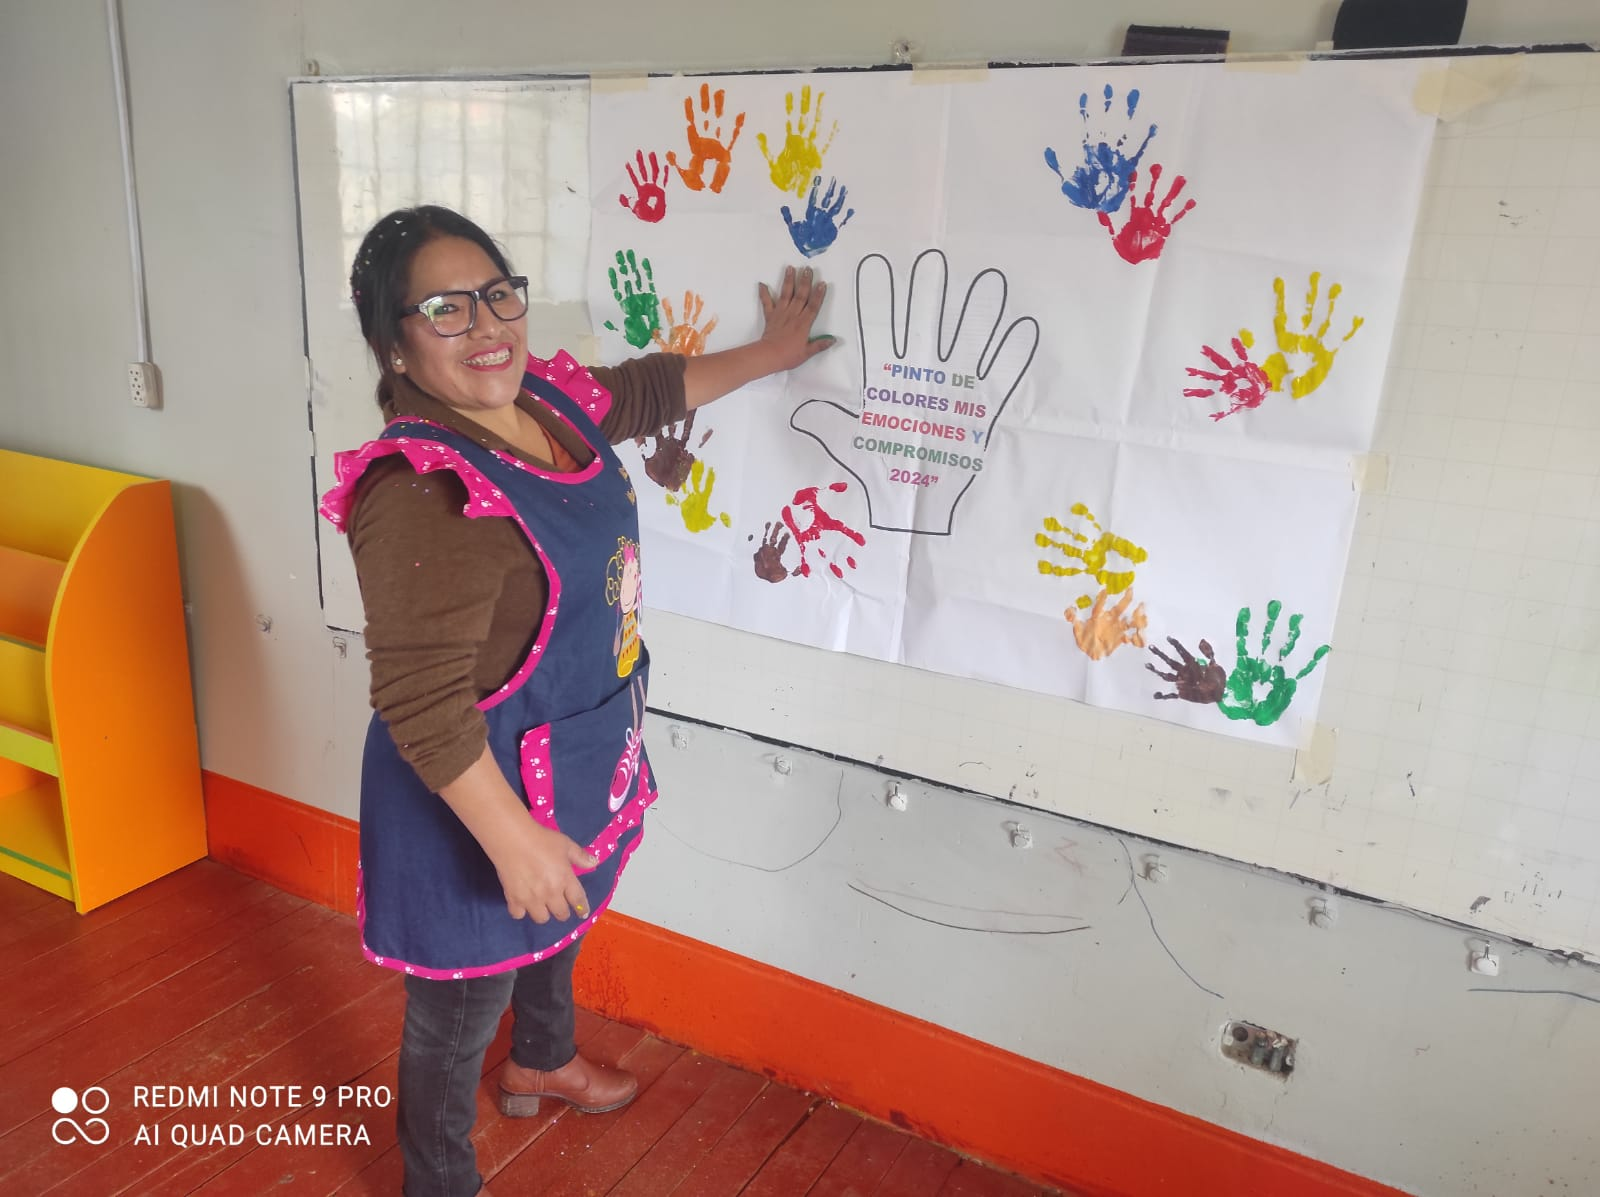 “PINTO DE
COLORES MIS
EMOCIONES Y
COMPROMISOS
2024”
REDMI NOTE 9 PRO
AI QUAD CAMERA